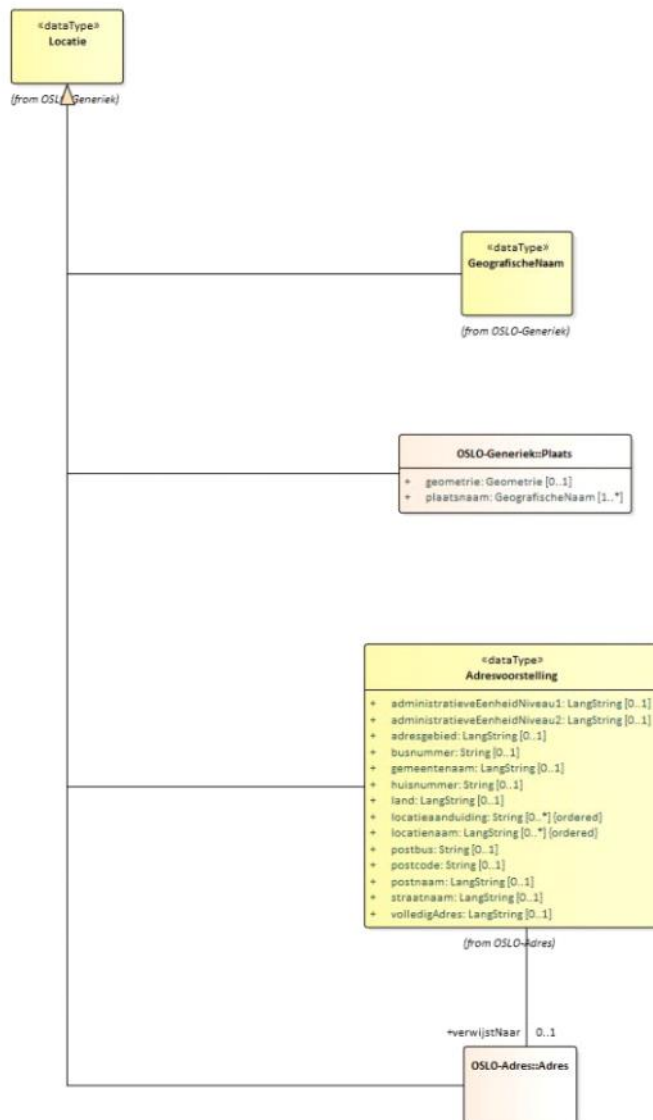 «dataType»
Locatie
(from OSLO-Generiek)
«dataType»
GeografischeNaam
(from OSLO-Generiek)
OSLO-Generiek::Plaats
+ geometrie: Geometrie [0..1]
+ plaatsnaam: GeografischeNaam [1..*]
«dataType»
Adresvoorstelling
+ administratieveEenheidNiveau1: LangString [0..1]
+ administratieveEenheidNiveau2: LangString [0..1]
+ adresgebied: LangString [0..1]
+ busnummer: String [0..1]
+ gemeentenaam: LangString [0..1]
+ huisnummer: String [0..1]
+ land: LangString [0..1]
+ locatieaanduiding: String [0..*] {ordered}
+ locatienaam: LangString [0..*] {ordered}
+ postbus: String [0..1]
+ postcode: String [0..1]
+ postnaam: LangString [0..1]
+ straatnaam: LangString [0..1]
+ volledigAdres: LangString [0..1]
(from OSLO-Adres)
+verwijstNaar 0..1
OSLO-Adres::Adres